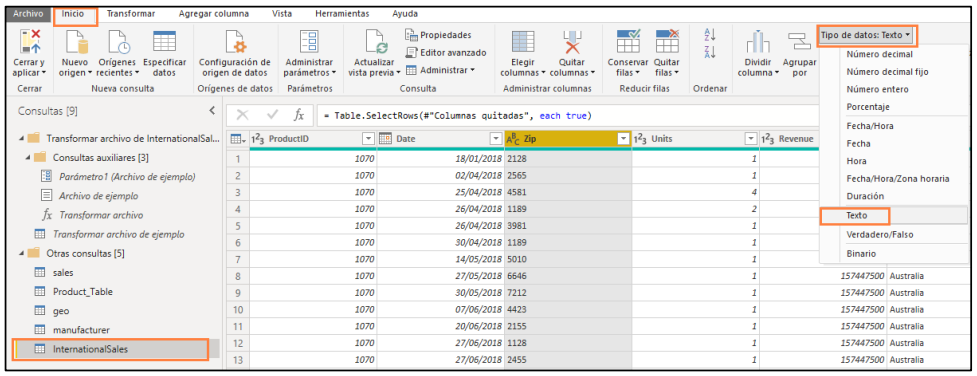 Archivo Inicio Transformar Agregar columna Vista Herramientas Ayuda
Cerrar y aplicar
Nuevo origen
Orígenes recientes
Especificar datos
Configuración de origen de datos
Administrar parámetros
Actualizar vista previa
Propiedades
Editor avanzado
Administrar
Elegir columnas
Quitar columnas
Conservar filas
Quitar filas
Dividir columna
Agrupar por
Tipo de datos: Texto
Cerrar Nueva consulta Orígenes de datos Parámetros Consulta Administrar columnas Reducir filas Ordenar
Número decimal
Número decimal fijo
Número entero
Porcentaje
Fecha/Hora
Fecha
Hora
Fecha/Hora/Zona horaria
Duración
Texto
Verdadero/Falso
Binario
Consultas [9]
Transformar archivo de InternationalSal...
Consultas auxiliares [3]
Parámetro1 (Archivo de ejemplo)
Archivo de ejemplo
fx Transformar archivo
Transformar archivo de ejemplo
Otras consultas [5]
sales
Product_Table
geo
manufacturer
InternationalSales
fx = Table.SelectRows(#"Columnas quitadas", each true)
123 ProductID Date ABC Zip 123 Units 123 Revenue
1 1070 18/01/2018 2128 1
2 1070 02/04/2018 2565 1
3 1070 25/04/2018 4581 4
4 1070 26/04/2018 1189 2
5 1070 26/04/2018 3981 1
6 1070 30/04/2018 1189 1
7 1070 14/05/2018 5010 1
8 1070 27/05/2018 6646 1 157447500 Australia
9 1070 30/05/2018 7212 1 157447500 Australia
10 1070 07/06/2018 4423 1 157447500 Australia
11 1070 20/06/2018 2155 1 157447500 Australia
12 1070 27/06/2018 1128 1 157447500 Australia
13 1070 27/06/2018 2455 1 157447500 Australia